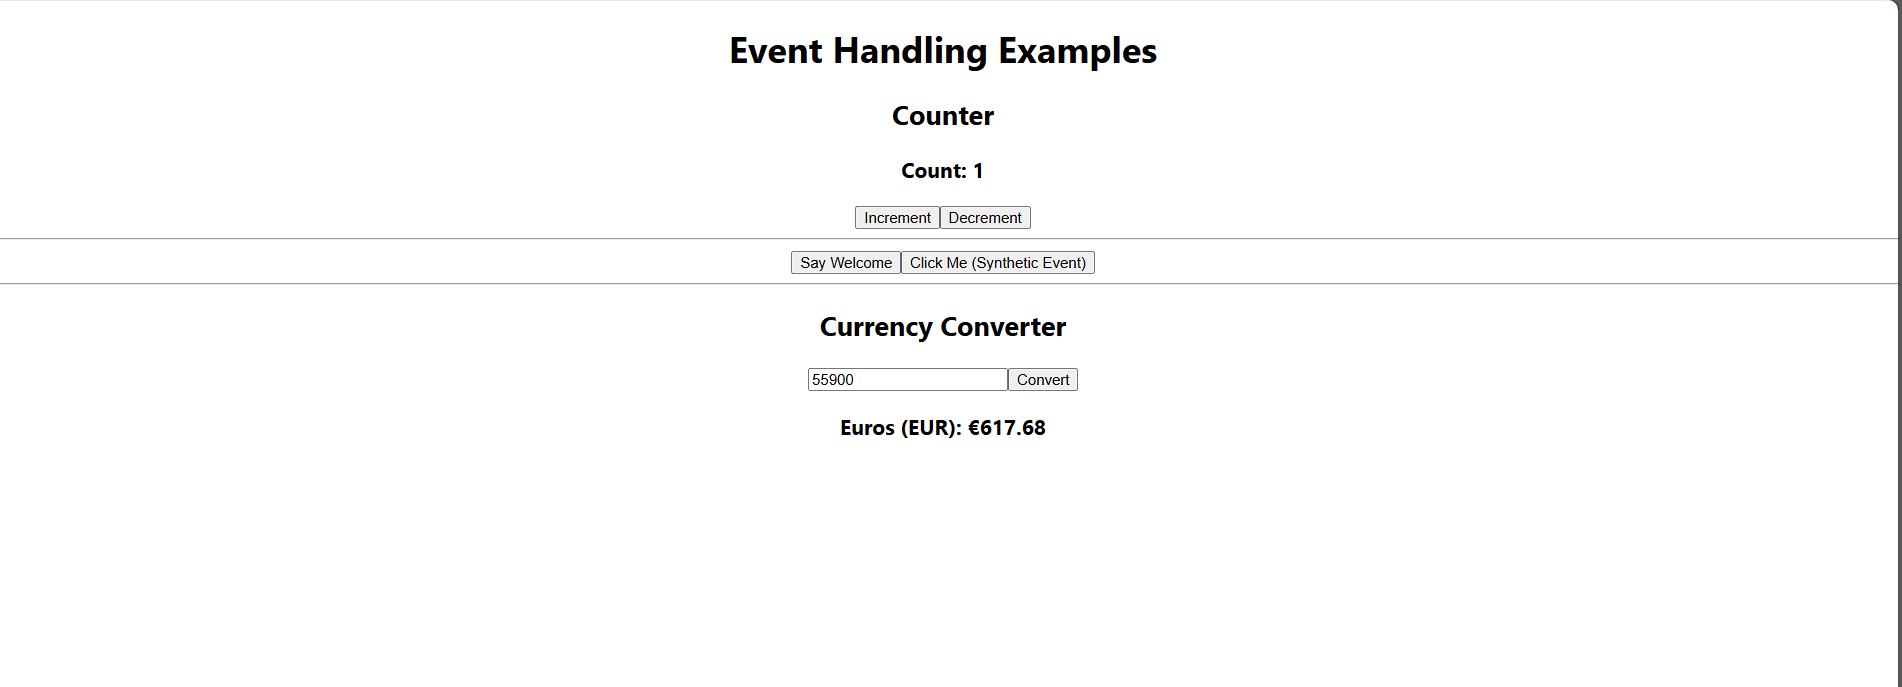 Event Handling Examples
Counter
Count: 1
Increment Decrement
Say Welcome Click Me (Synthetic Event)
Currency Converter
55900 Convert
Euros (EUR): €617.68